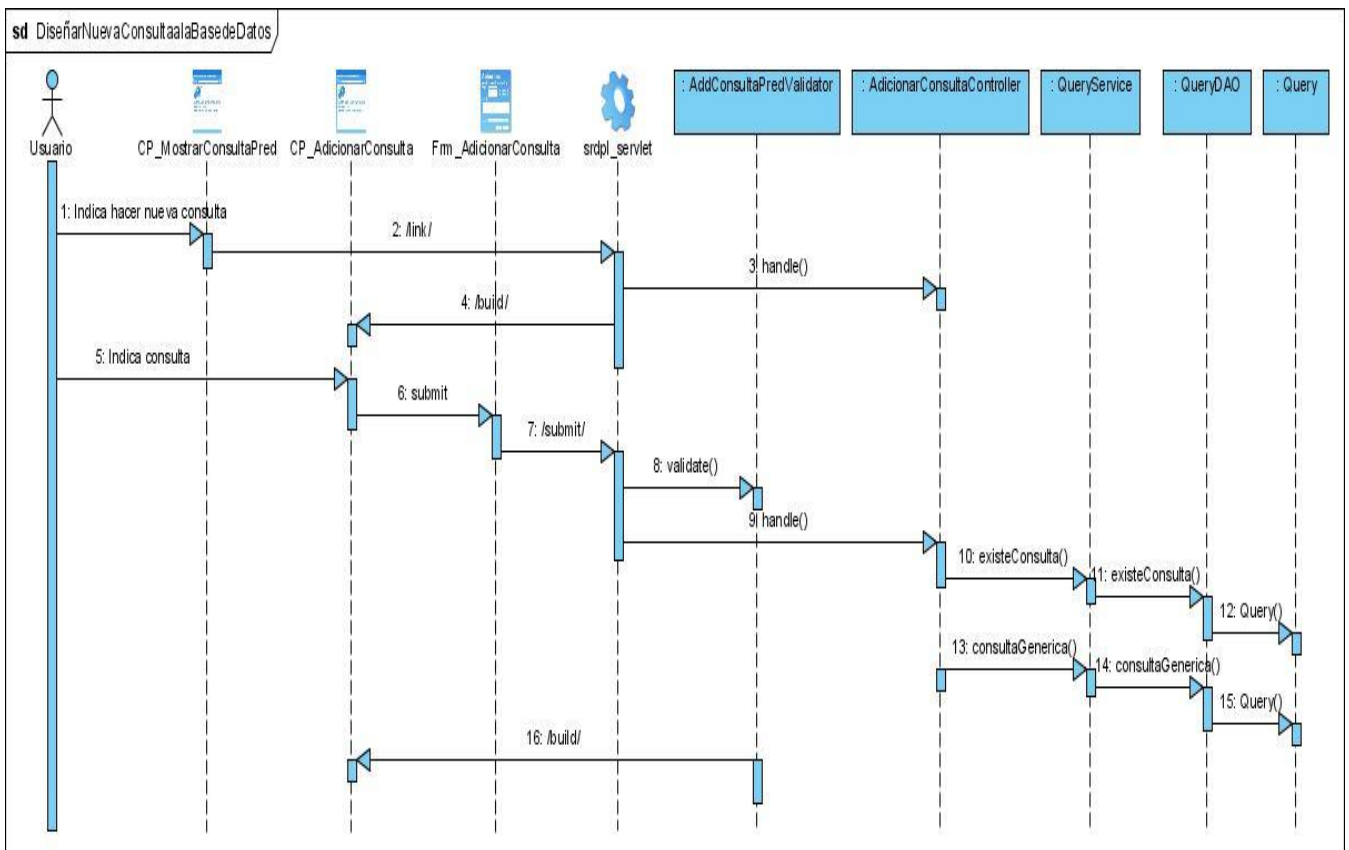 sd DiseñarNuevaConsultaalaBasedeDatos
Usuario
CP_MostrarConsultaPred
CP_AdicionarConsulta
Frm_AdicionarConsulta
srdpl_servlet
: AddConsultaPredValidator
: AdicionarConsultaController
: QueryService
: QueryDAO
: Query
1: Indica hacer nueva consulta
2: /link/
3: handle()
4: /build/
5: Indica consulta
6: submit
7: /submit/
8: validate()
9: handle()
10: existeConsulta()
11: existeConsulta()
12: Query()
13: consultaGenerica()
14: consultaGenerica()
15: Query()
16: /build/